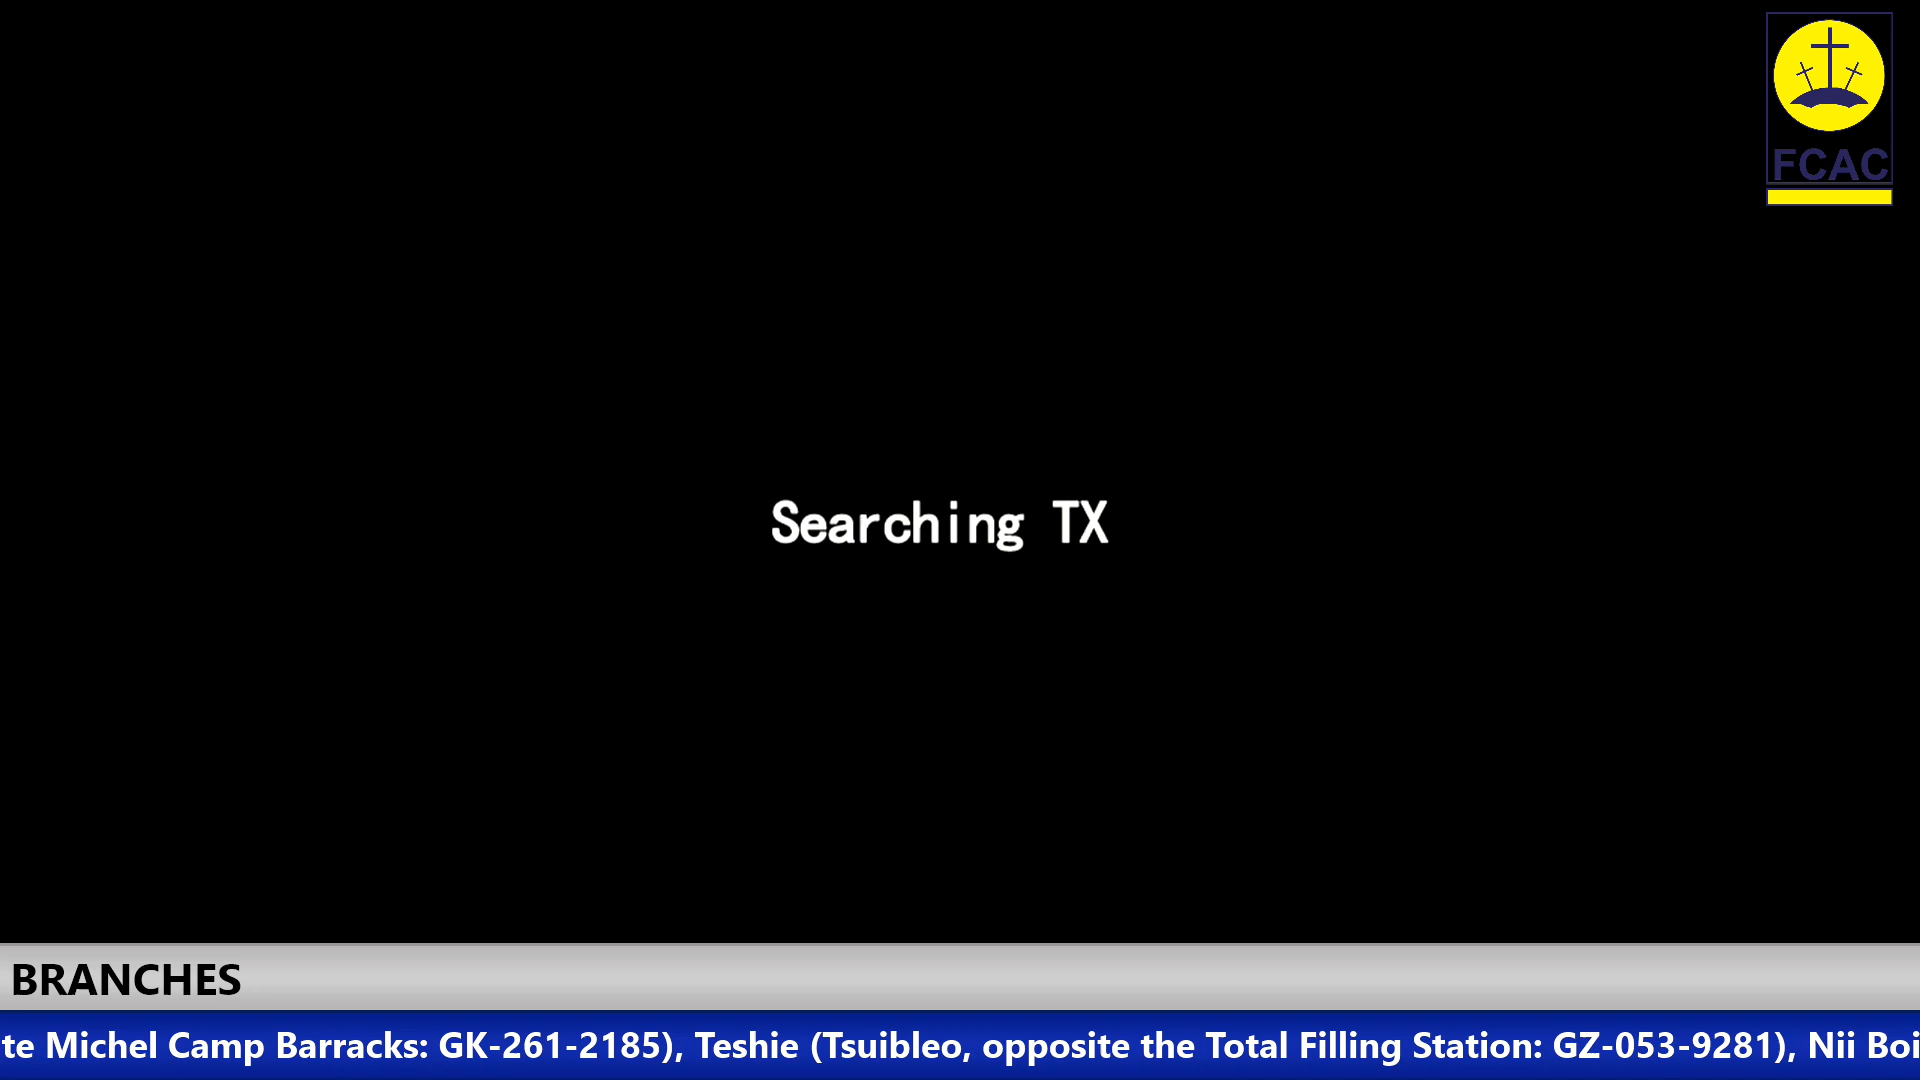 FCAC
Searching TX
BRANCHES
te Michel Camp Barracks: GK-261-2185), Teshie (Tsuibleo, opposite the Total Filling Station: GZ-053-9281), Nii Boi